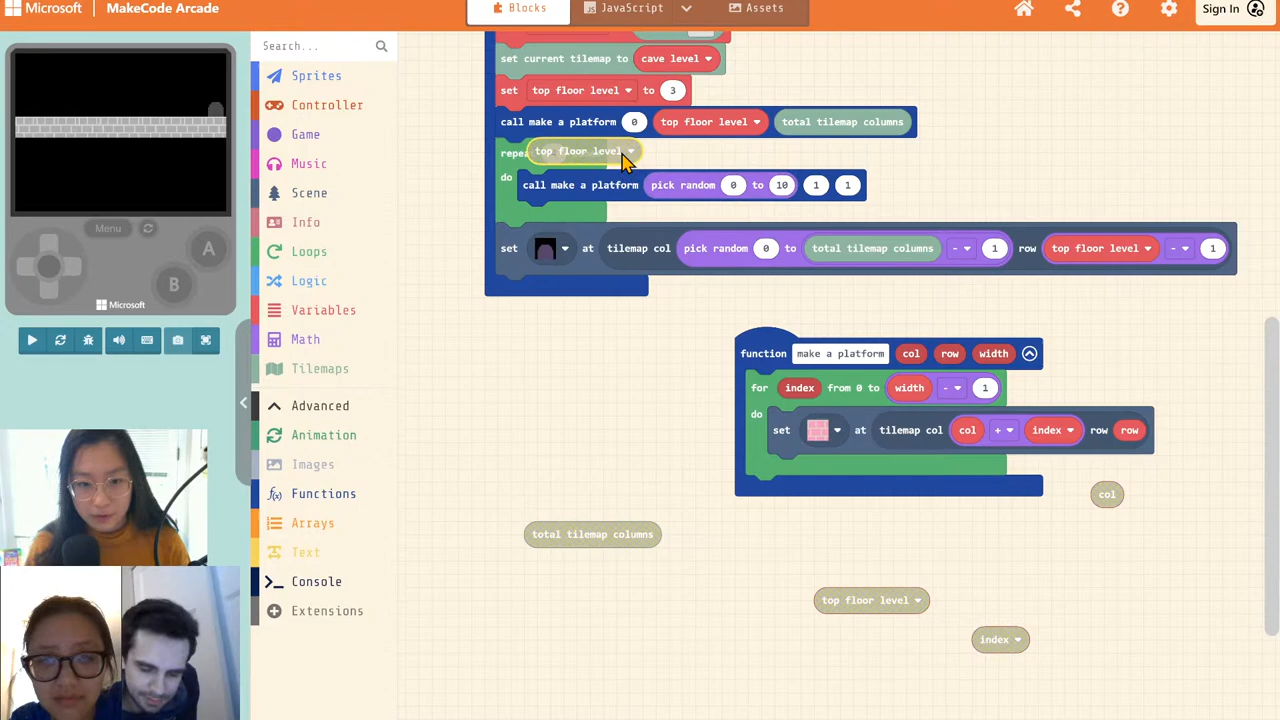 Microsoft
MakeCode Arcade
Blocks
JavaScript
Assets
Sign In
Search...
Sprites
Controller
Game
Music
Scene
Info
Loops
Logic
Variables
Math
Tilemaps
Advanced
Animation
Images
Functions
Arrays
Text
Console
Extensions
Menu
A
B
Microsoft
set current tilemap to cave level
set top floor level to 3
call make a platform 0 top floor level total tilemap columns
top floor level
do call make a platform pick random 0 to 10 1 1
set at tilemap col pick random 0 to total tilemap columns - 1 row top floor level - 1
function make a platform col row width
for index from 0 to width - 1
do
set at tilemap col col + index row row
col
total tilemap columns
top floor level
index